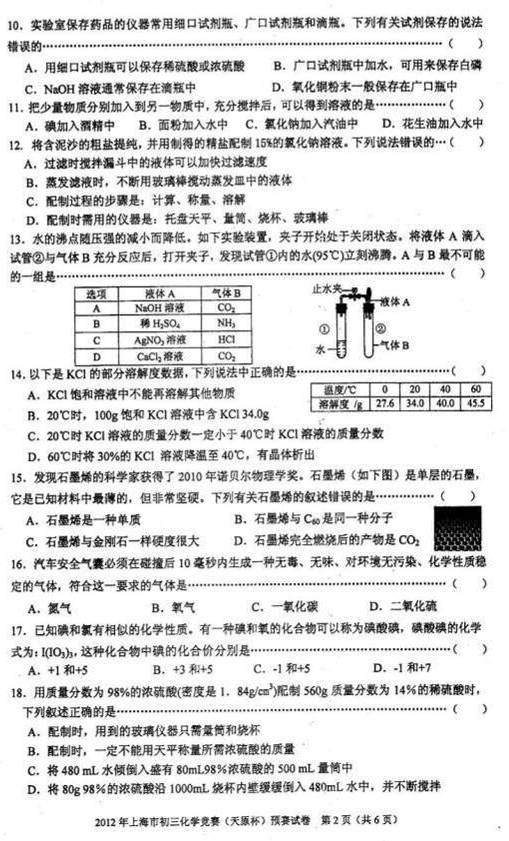 10. 实验室保存药品的仪器常用细口试剂瓶、广口试剂瓶和滴瓶。下列有关试剂保存的说法
错误的……………………………………………………………………………………( )
A. 用细口试剂瓶可以保存稀硫酸或浓硫酸 B. 广口试剂瓶中加水，可用来保存白磷
C. NaOH 溶液通常保存在滴瓶中 D. 氧化铜粉末一般保存在广口瓶中
11. 把少量物质分别加入到另一物质中，充分搅拌后，可以得到溶液的是……………( )
A. 碘加入酒精中 B. 面粉加入水中 C. 氯化钠加入汽油中 D. 花生油加入水中
12. 将含泥沙的粗盐提纯，并用制得的精盐配制 15%的氯化钠溶液。下列说法错误的…( )
A. 过滤时搅拌漏斗中的液体可以加快过滤速度
B. 蒸发滤液时，不断用玻璃棒搅动蒸发皿中的液体
C. 配制过程的步骤是：计算、称量、溶解
D. 配制时需用的仪器是：托盘天平、量筒、烧杯、玻璃棒
13. 水的沸点随压强的减小而降低。如下实验装置，夹子开始处于关闭状态。将液体 A 滴入
试管②与气体 B 充分反应后，打开夹子，发现试管①内的水(95℃)立刻沸腾。A 与 B 最不可能
的一组是…………………………………………………………………………………( )
选项 液体 A 气体 B
A NaOH 溶液 CO₂
B 稀 H₂SO₄ NH₃
C AgNO₃ 溶液 HCl
D CaCl₂ 溶液 CO₂
止水夹
液体 A
① ②
水 气体 B
14. 以下是 KCl 的部分溶解度数据，下列说法中正确的是…………………………( )
A. KCl 饱和溶液中不能再溶解其他物质
温度/℃ 0 20 40 60
溶解度 /g 27.6 34.0 40.0 45.5
B. 20℃时，100g 饱和 KCl 溶液中含 KCl 34.0g
C. 20℃时 KCl 溶液的质量分数一定小于 40℃时 KCl 溶液的质量分数
D. 60℃时将 30%的 KCl 溶液降温至 40℃，有晶体析出
15. 发现石墨烯的科学家获得了 2010 年诺贝尔物理学奖。石墨烯（如下图）是单层的石墨，
它是已知材料中最薄的，但非常坚硬。下列有关石墨烯的叙述错误的是……………( )
A. 石墨烯是一种单质 B. 石墨烯与 C₆₀是同一种分子
C. 石墨烯与金刚石一样硬度很大 D. 石墨烯完全燃烧后的产物是 CO₂
16. 汽车安全气囊必须在碰撞后 10 毫秒内生成一种无毒、无味、对环境无污染、化学性质稳
定的气体，符合这一要求的气体是……………………………………………………( )
A. 氮气 B. 氧气 C. 一氧化碳 D. 二氧化硫
17. 已知碘和氯有相似的化学性质。有一种碘和氧的化合物可以称为碘酸碘，碘酸碘的化学
式为：I(IO₃)₃，这种化合物中碘的化合价分别是……………………………………( )
A. +1 和+5 B. +3 和+5 C. -1 和+5 D. -1 和+7
18. 用质量分数为 98%的浓硫酸(密度是 1. 84g/cm³)配制 560g 质量分数为 14%的稀硫酸时，
下列叙述正确的是………………………………………………………………………( )
A. 配制时，用到的玻璃仪器只需量筒和烧杯
B. 配制时，一定不能用天平称量所需浓硫酸的质量
C. 将 480 mL 水倾倒入盛有 80mL98%浓硫酸的 500 mL 量筒中
D. 将 80g 98%的浓硫酸沿 1000mL 烧杯内壁缓缓倒入 480mL 水中，并不断搅拌
2012 年上海市初三化学竞赛（天原杯）预赛试卷 第 2 页（共 6 页）